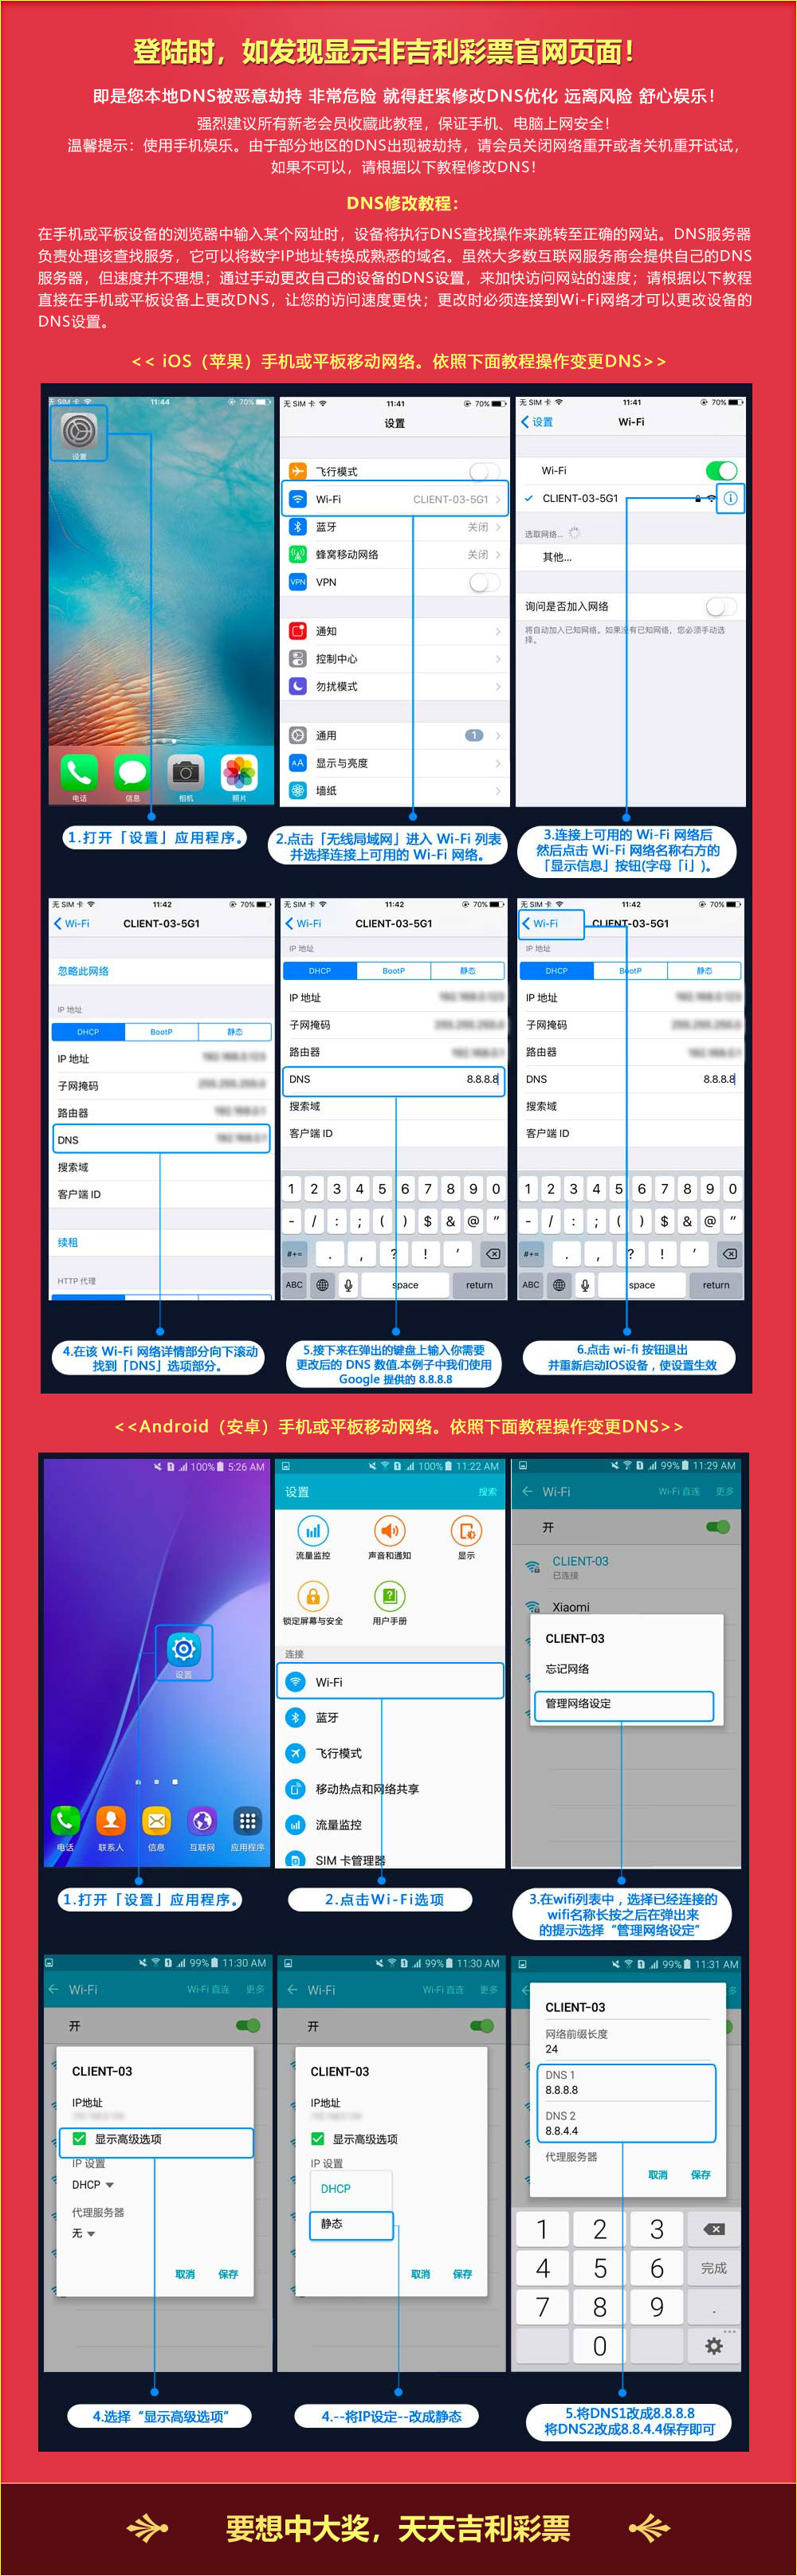 登陆时，如发现显示非吉利彩票官网页面！
即是您本地DNS被恶意劫持 非常危险 就得赶紧修改DNS优化 远离风险 舒心娱乐！
强烈建议所有新老会员收藏此教程，保证手机、电脑上网安全！
温馨提示：使用手机娱乐。由于部分地区的DNS出现被劫持，请会员关闭网络重开或者关机重开试试，
如果不可以，请根据以下教程修改DNS！
DNS修改教程：
在手机或平板设备的浏览器中输入某个网址时，设备将执行DNS查找操作来跳转至正确的网站。DNS服务器
负责处理该查找服务，它可以将数字IP地址转换成熟悉的域名。虽然大多数互联网服务商会提供自己的DNS
服务器，但速度并不理想；通过手动更改自己的设备的DNS设置，来加快访问网站的速度；请根据以下教程
直接在手机或平板设备上更改DNS，让您的访问速度更快；更改时必须连接到Wi-Fi网络才可以更改设备的
DNS设置。
<< iOS（苹果）手机或平板移动网络。依照下面教程操作变更DNS>>
无 SIM 卡 11:44 70%
设置
电话 信息 相机 照片
1.打开「设置」应用程序。
无 SIM 卡 11:41 70%
设置
飞行模式
Wi-Fi CLIENT-03-5G1
蓝牙 关闭
蜂窝移动网络 关闭
VPN VPN
通知
控制中心
勿扰模式
通用 1
AA 显示与亮度
墙纸
2.点击「无线局域网」进入 Wi-Fi 列表
并选择连接上可用的 Wi-Fi 网络。
无 SIM 卡 11:41 70%
设置 Wi-Fi
Wi-Fi
CLIENT-03-5G1
选取网络...
其他...
询问是否加入网络
将自动加入已知网络。如果没有已知网络，您必须手动选
择。
3.连接上可用的 Wi-Fi 网络后
然后点击 Wi-Fi 网络名称右方的
「显示信息」按钮(字母「i」)。
无 SIM 卡 11:42 70%
Wi-Fi CLIENT-03-5G1
忽略此网络
IP 地址
DHCP BootP 静态
IP 地址
子网掩码
路由器
DNS
搜索域
客户端 ID
续租
HTTP 代理
4.在该 Wi-Fi 网络详情部分向下滚动
找到「DNS」选项部分。
无 SIM 卡 11:42 70%
Wi-Fi CLIENT-03-5G1
IP 地址
DHCP BootP 静态
IP 地址
子网掩码
路由器
DNS 8.8.8.8
搜索域
客户端 ID
1 2 3 4 5 6 7 8 9 0
- / : ; ( ) $ & @ "
#+= . , ? ! '
ABC space return
5.接下来在弹出的键盘上输入你需要
更改后的 DNS 数值.本例子中我们使用
Google 提供的 8.8.8.8
无 SIM 卡 11:42 70%
Wi-Fi CLIENT-03-5G1
IP 地址
DHCP BootP 静态
IP 地址
子网掩码
路由器
DNS 8.8.8.8
搜索域
客户端 ID
1 2 3 4 5 6 7 8 9 0
- / : ; ( ) $ & @ "
#+= . , ? ! '
ABC space return
6.点击 wi-fi 按钮退出
并重新启动IOS设备，使设置生效
<<Android（安卓）手机或平板移动网络。依照下面教程操作变更DNS>>
100% 5:26 AM
设置
电话 联系人 信息 互联网 应用程序
1.打开「设置」应用程序。
100% 11:22 AM
设置 搜索
流量监控 声音和通知 显示
锁定屏幕与安全 用户手册
连接
Wi-Fi
蓝牙
飞行模式
移动热点和网络共享
流量监控
SIM 卡管理器
2.点击Wi-Fi选项
99% 11:29 AM
Wi-Fi Wi-Fi 直连 更多
开
CLIENT-03
已连接
Xiaomi
CLIENT-03
忘记网络
管理网络设定
3.在wifi列表中，选择已经连接的
wifi名称长按之后在弹出来
的提示选择“管理网络设定”
99% 11:30 AM
Wi-Fi Wi-Fi 直连 更多
开
CLIENT-03
IP地址
显示高级选项
IP 设置
DHCP
代理服务器
无
取消 保存
4.选择“显示高级选项”
99% 11:30 AM
Wi-Fi Wi-Fi 直连 更多
开
CLIENT-03
IP地址
显示高级选项
IP 设置
DHCP
静态
取消 保存
4.--将IP设定--改成静态
99% 11:31 AM
CLIENT-03
网络前缀长度
24
DNS 1
8.8.8.8
DNS 2
8.8.4.4
代理服务器
取消 保存
1 2 3
4 5 6 完成
7 8 9 .
0
5.将DNS1改成8.8.8.8
将DNS2改成8.8.4.4保存即可
要想中大奖，天天吉利彩票